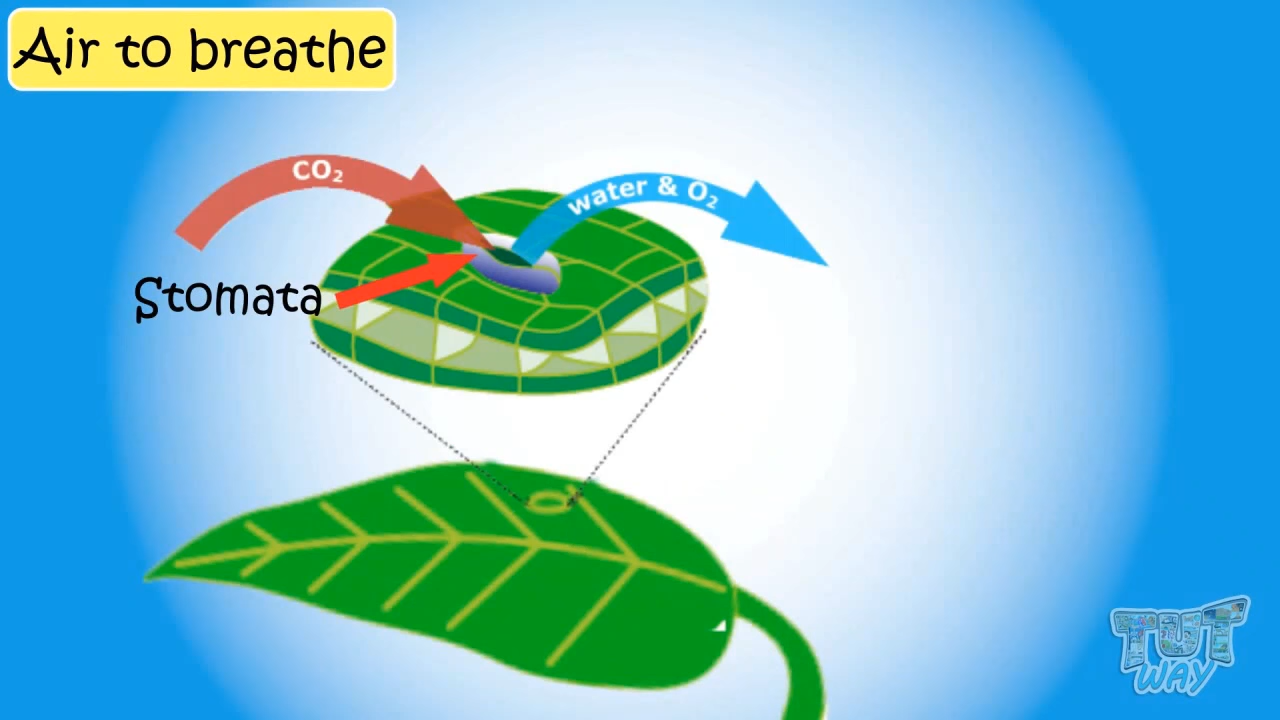 Air to breathe
CO₂
water & O₂
Stomata
TUT
WAY